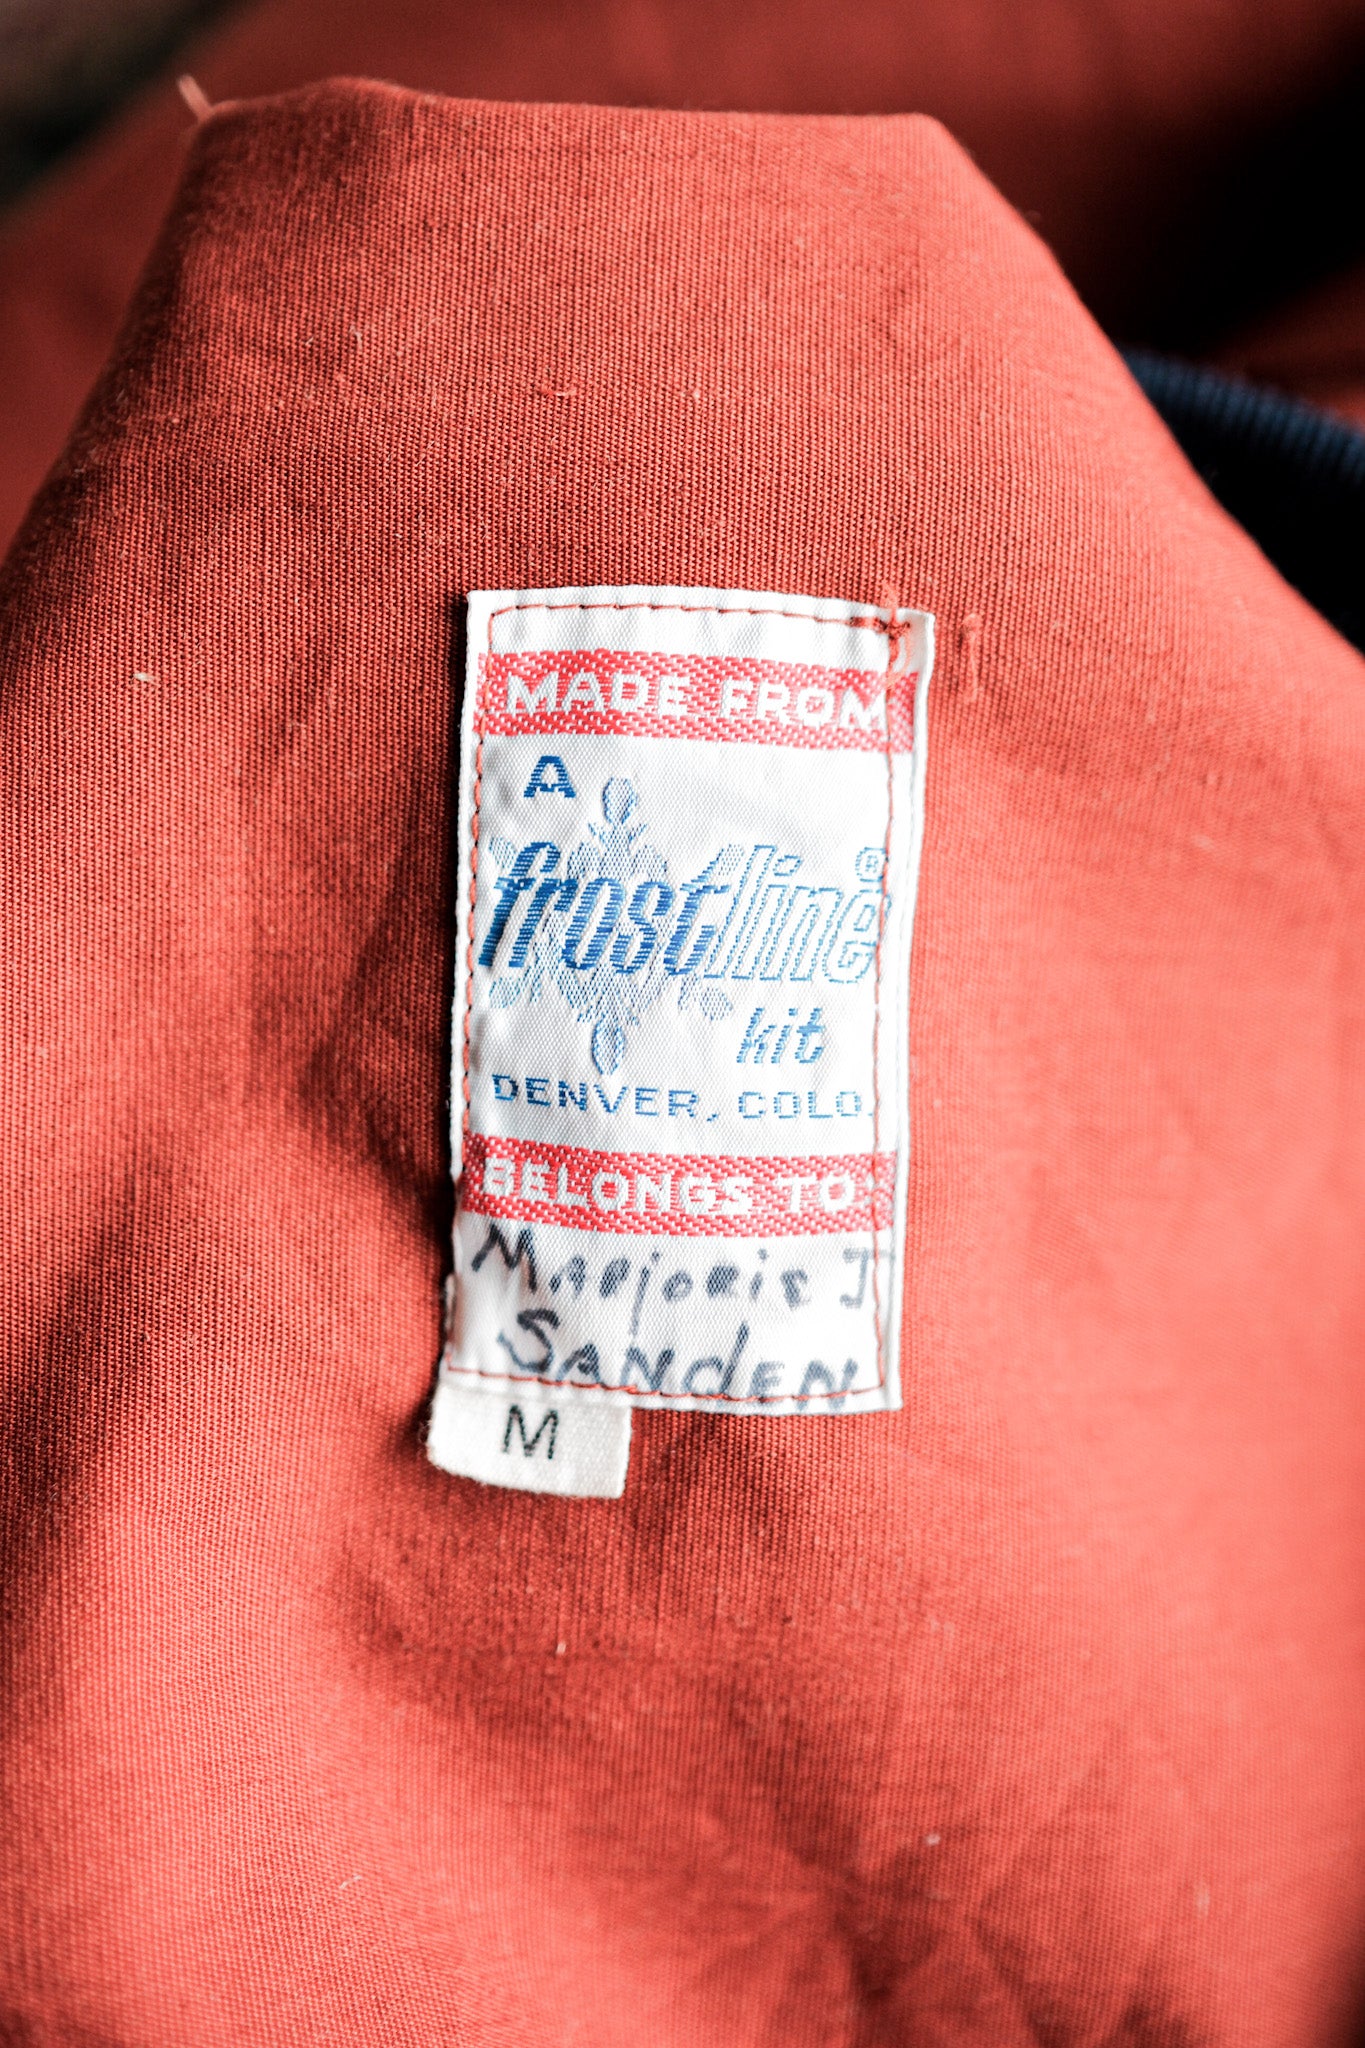 MADE FROM
A
frostline®
kit
DENVER, COLO.
BELONGS TO:
Marjorie J
SANDEN
M